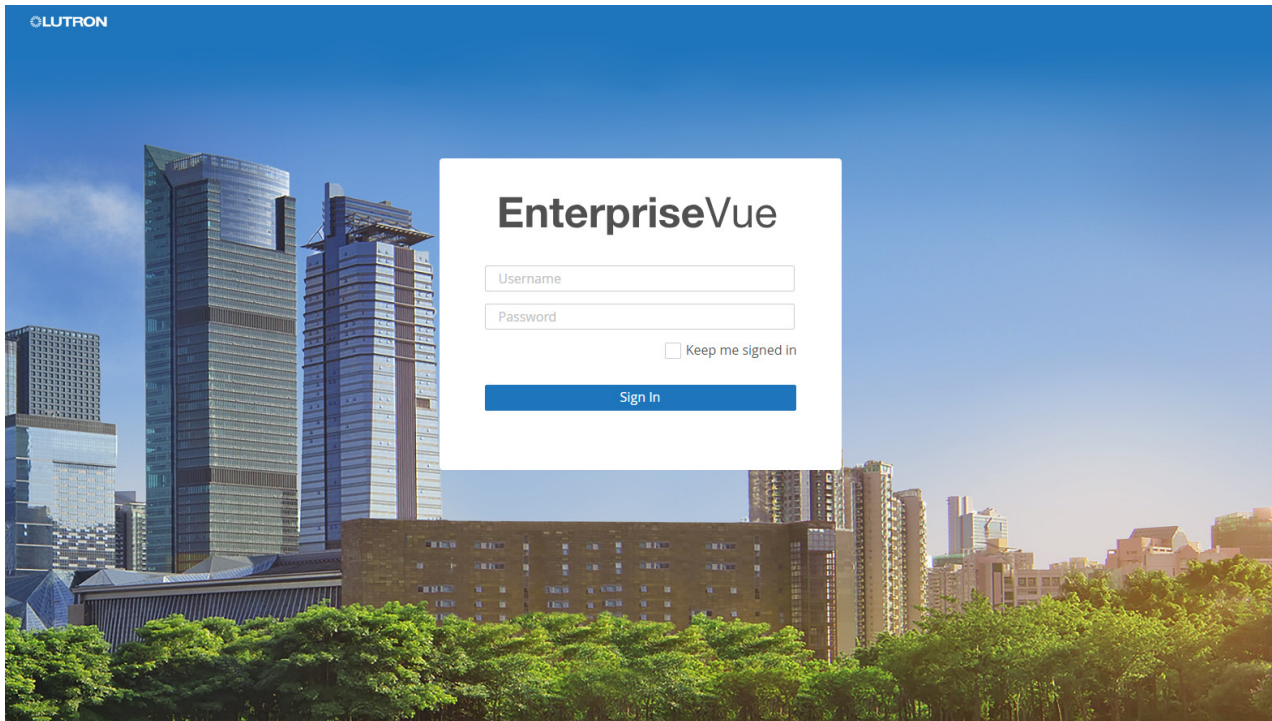 LUTRON
EnterpriseVue
Username
Password
Keep me signed in
Sign In